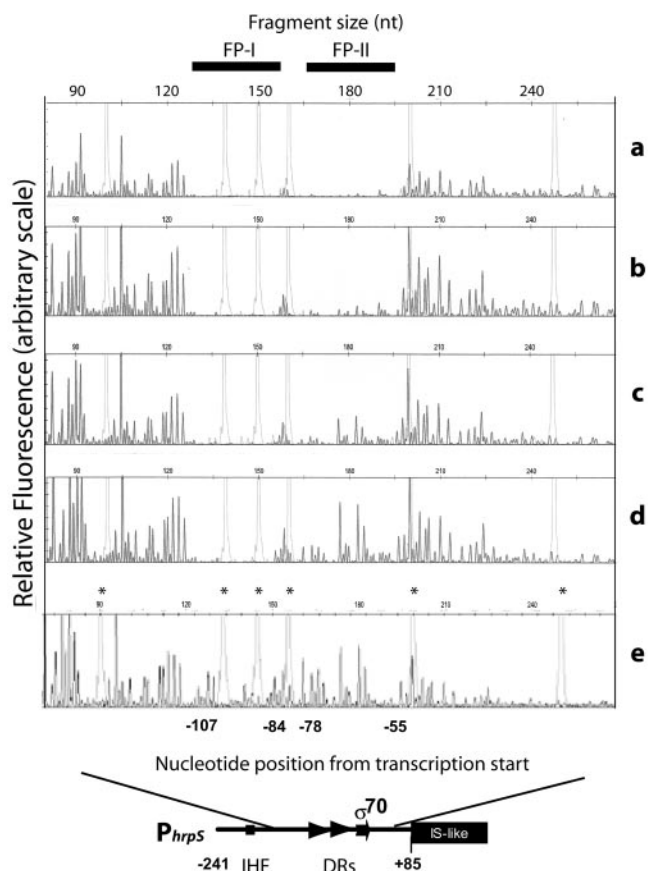 Fragment size (nt)
FP-I FP-II
90 120 150 180 210 240
a
90 120 150 180 210 240
b
90 120 150 180 210 240
c
90 120 150 180 210 240
d
* * * * * *
90 120 150 180 210 240
e
Relative Fluorescence (arbitrary scale)
-107 -84 -78 -55
Nucleotide position from transcription start
σ70
PhrpS IS-like
-241 IHF DRs +85